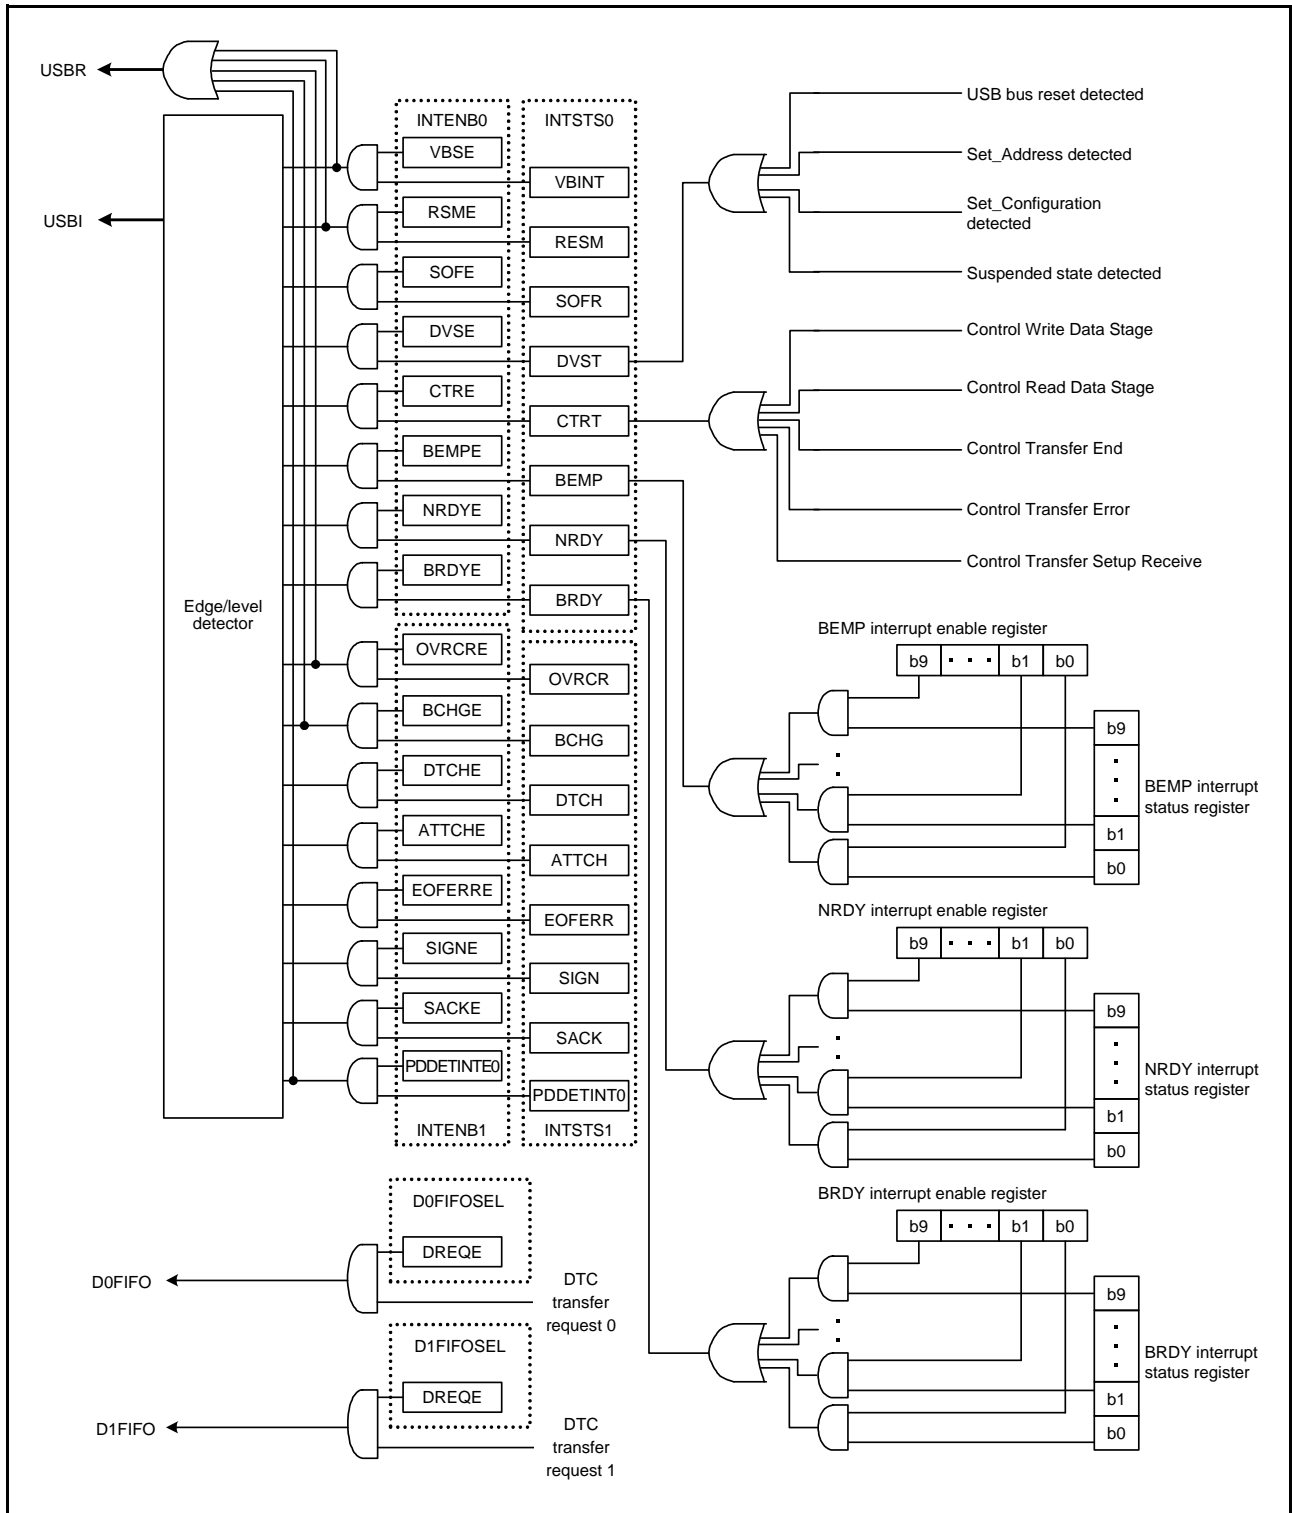 USBR
USBI
Edge/level
detector
INTENB0
VBSE
RSME
SOFE
DVSE
CTRE
BEMPE
NRDYE
BRDYE
OVRCRE
BCHGE
DTCHE
ATTCHE
EOFERRE
SIGNE
SACKE
PDDETINTE0
INTENB1
INTSTS0
VBINT
RESM
SOFR
DVST
CTRT
BEMP
NRDY
BRDY
OVRCR
BCHG
DTCH
ATTCH
EOFERR
SIGN
SACK
PDDETINT0
INTSTS1
USB bus reset detected
Set_Address detected
Set_Configuration
detected
Suspended state detected
Control Write Data Stage
Control Read Data Stage
Control Transfer End
Control Transfer Error
Control Transfer Setup Receive
BEMP interrupt enable register
b9 · · · b1 b0
b9
BEMP interrupt
status register
b1
b0
NRDY interrupt enable register
b9 · · · b1 b0
b9
NRDY interrupt
status register
b1
b0
BRDY interrupt enable register
b9 · · · b1 b0
b9
BRDY interrupt
status register
b1
b0
D0FIFOSEL
DREQE
D0FIFO
DTC
transfer
request 0
D1FIFOSEL
DREQE
D1FIFO
DTC
transfer
request 1